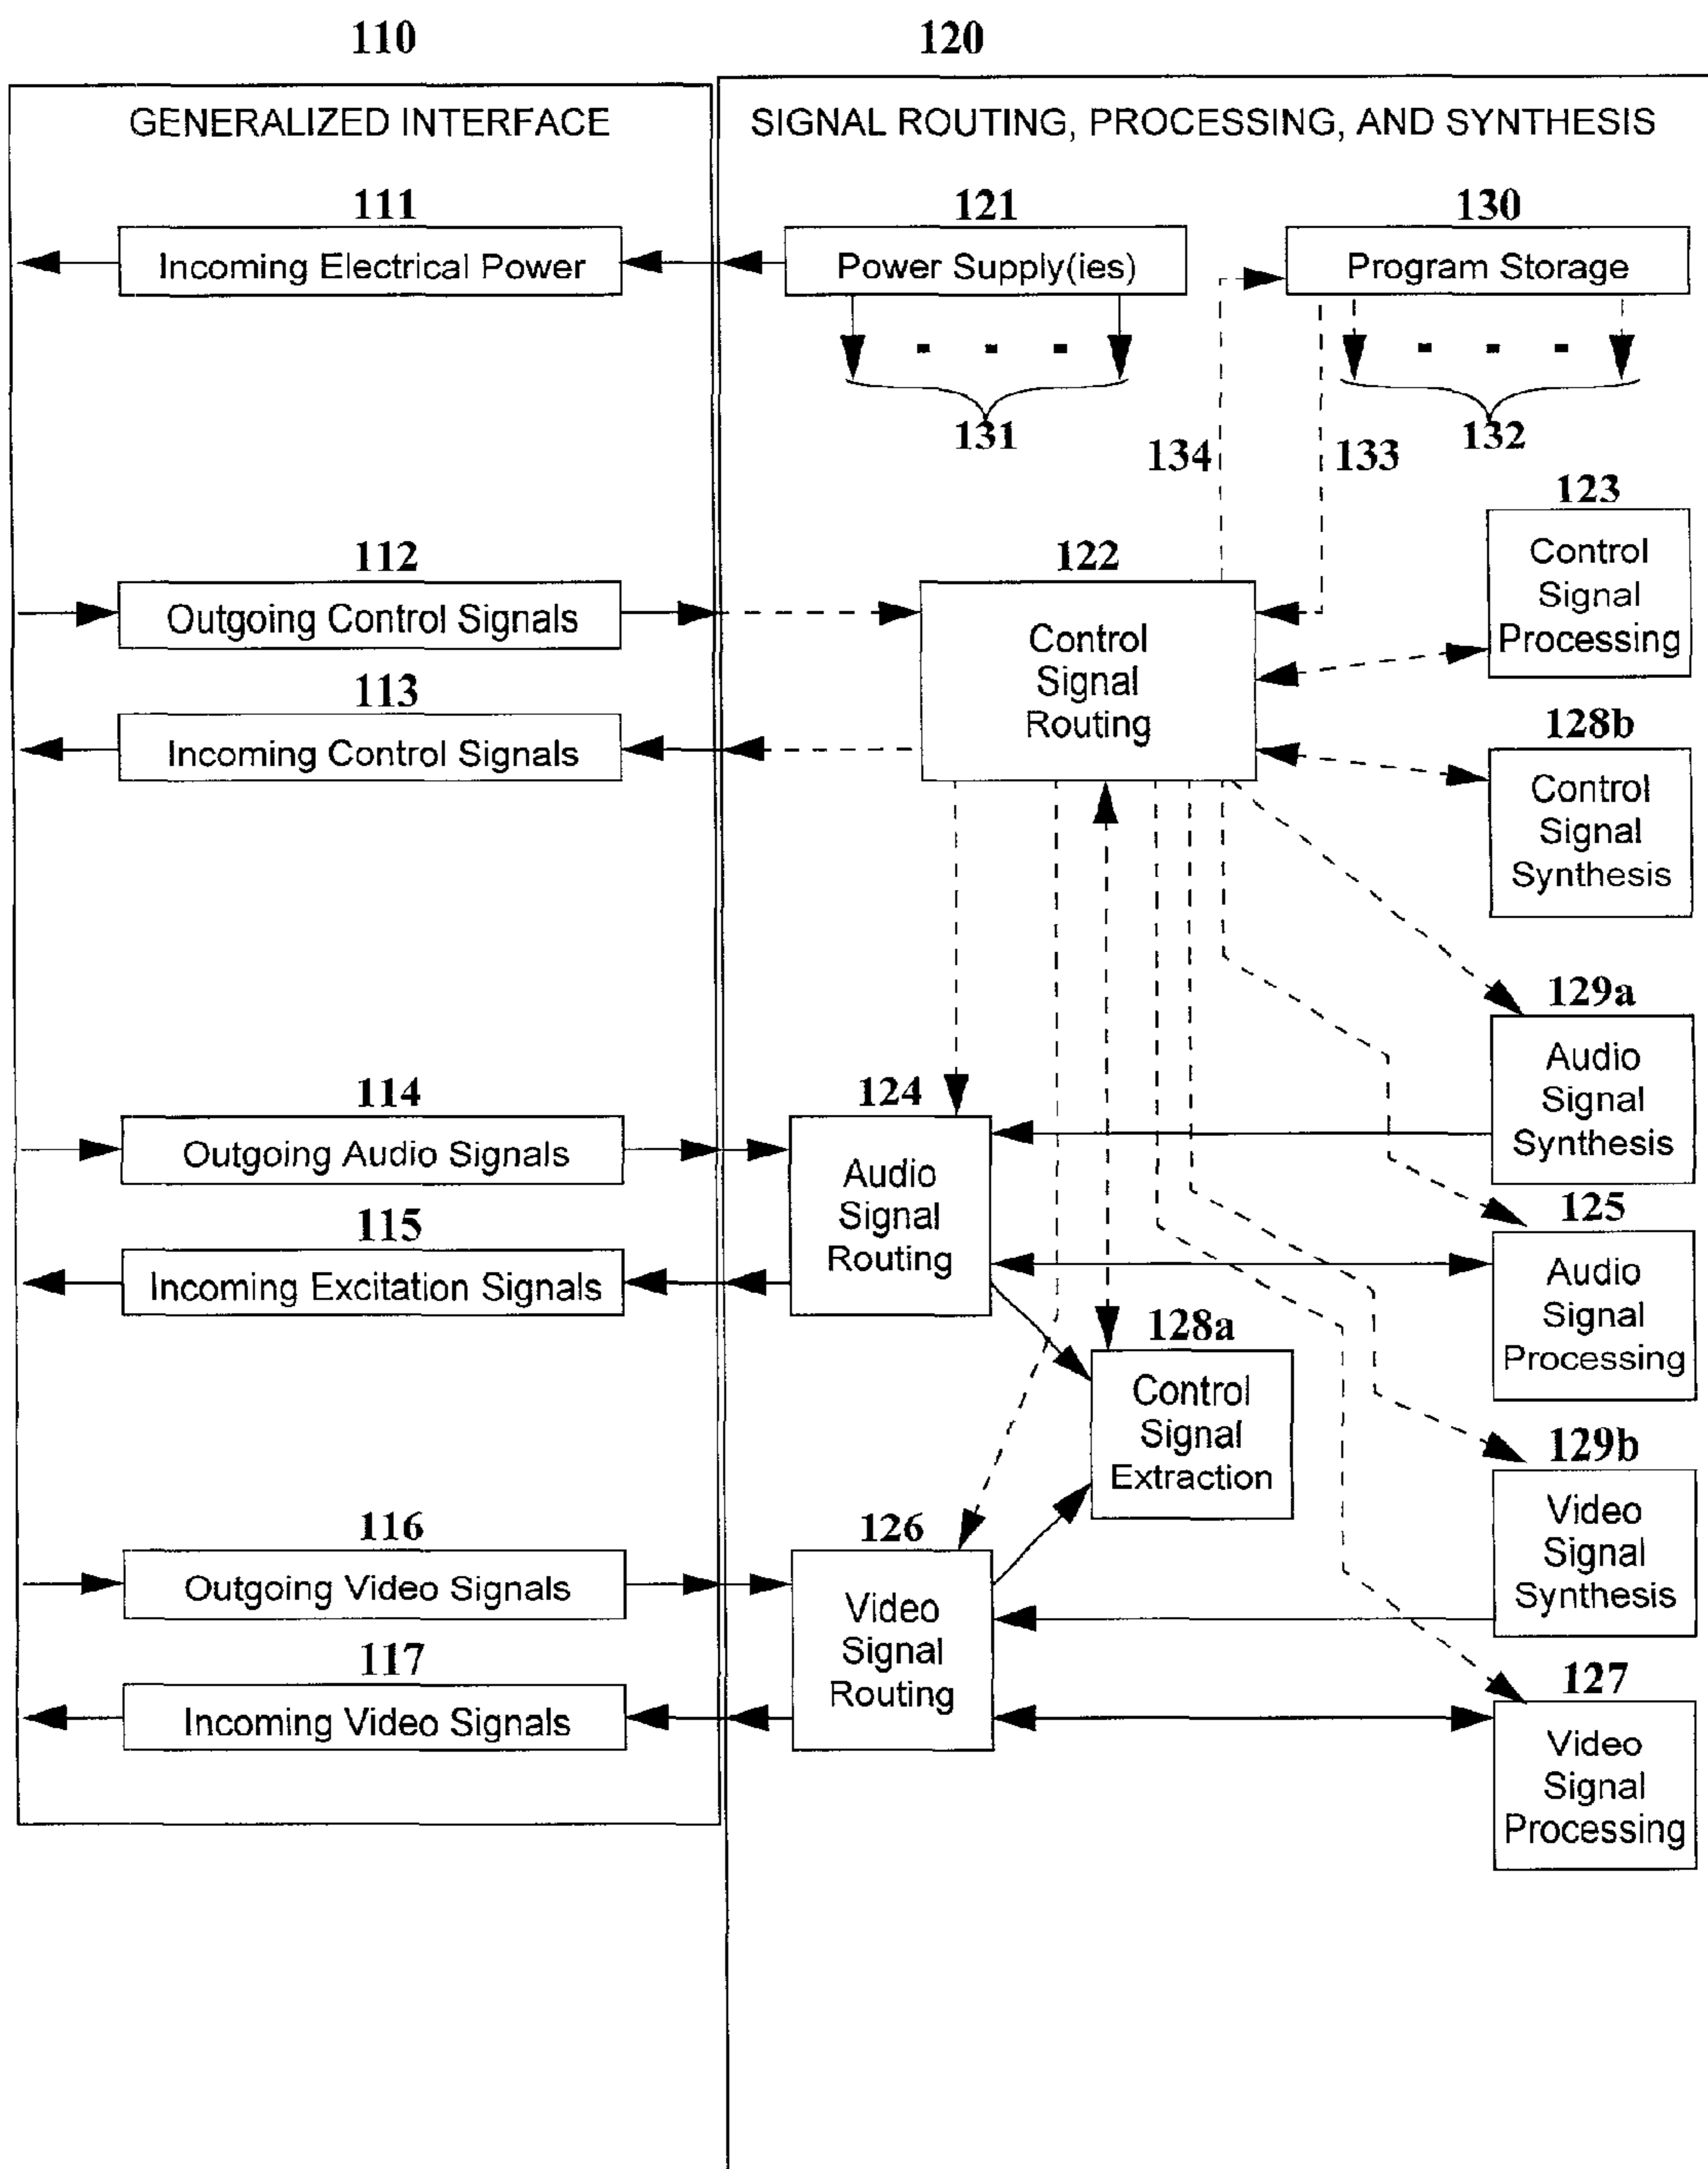 110
120
GENERALIZED INTERFACE
SIGNAL ROUTING, PROCESSING, AND SYNTHESIS
111
Incoming Electrical Power
121
Power Supply(ies)
130
Program Storage
131
132
134
133
112
Outgoing Control Signals
113
Incoming Control Signals
122
Control
Signal
Routing
123
Control
Signal
Processing
128b
Control
Signal
Synthesis
129a
Audio
Signal
Synthesis
114
Outgoing Audio Signals
115
Incoming Excitation Signals
124
Audio
Signal
Routing
125
Audio
Signal
Processing
128a
Control
Signal
Extraction
129b
Video
Signal
Synthesis
116
Outgoing Video Signals
117
Incoming Video Signals
126
Video
Signal
Routing
127
Video
Signal
Processing